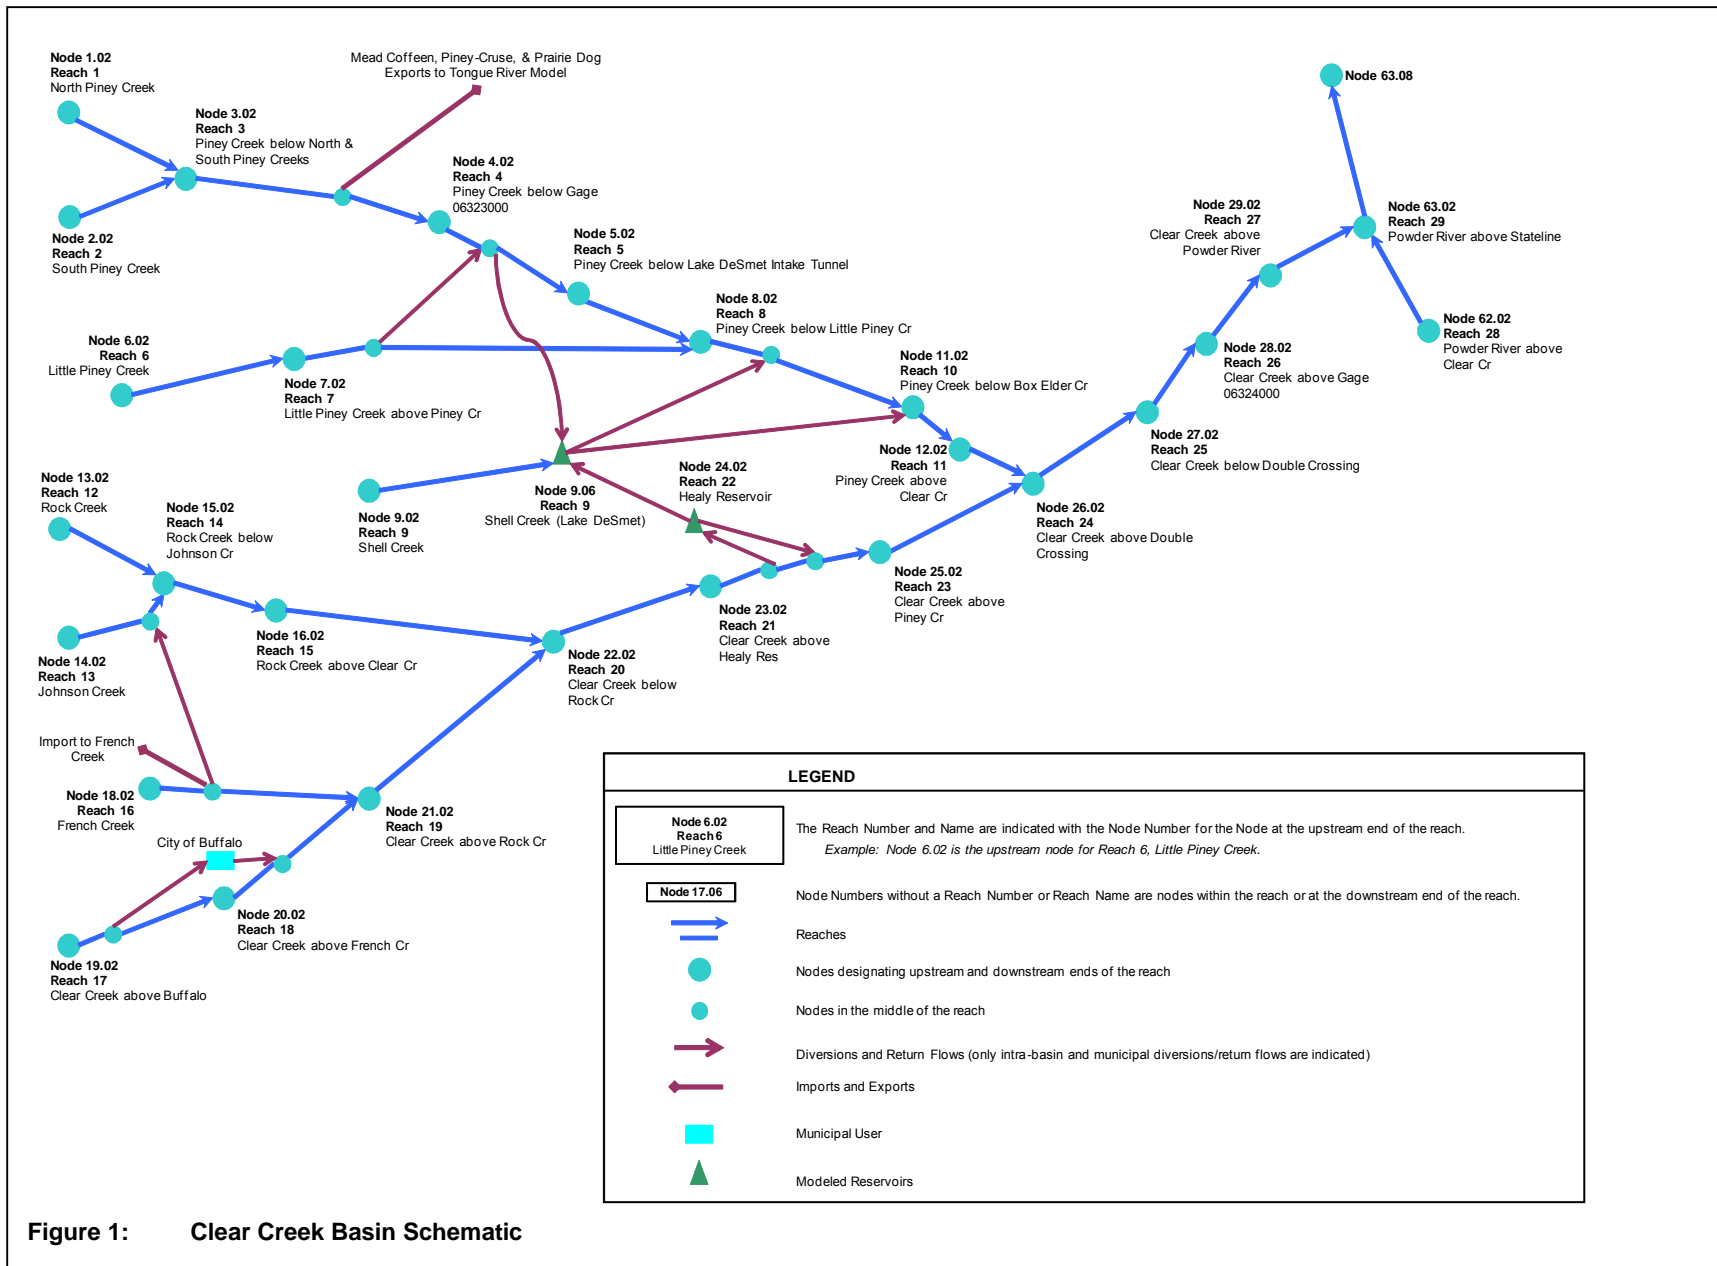 Node 1.02
Reach 1
North Piney Creek
Mead Coffeen, Piney-Cruse, & Prairie Dog
Exports to Tongue River Model
Node 63.08
Node 3.02
Reach 3
Piney Creek below North &
South Piney Creeks
Node 4.02
Reach 4
Piney Creek below Gage
06323000
Node 2.02
Reach 2
South Piney Creek
Node 5.02
Reach 5
Piney Creek below Lake DeSmet Intake Tunnel
Node 29.02
Reach 27
Clear Creek above
Powder River
Node 63.02
Reach 29
Powder River above Stateline
Node 8.02
Reach 8
Piney Creek below Little Piney Cr
Node 62.02
Reach 28
Powder River above
Clear Cr
Node 6.02
Reach 6
Little Piney Creek
Node 7.02
Reach 7
Little Piney Creek above Piney Cr
Node 11.02
Reach 10
Piney Creek below Box Elder Cr
Node 28.02
Reach 26
Clear Creek above Gage
06324000
Node 27.02
Reach 25
Clear Creek below Double Crossing
Node 12.02
Reach 11
Piney Creek above
Clear Cr
Node 24.02
Reach 22
Healy Reservoir
Node 9.06
Reach 9
Shell Creek (Lake DeSmet)
Node 9.02
Reach 9
Shell Creek
Node 13.02
Reach 12
Rock Creek
Node 15.02
Reach 14
Rock Creek below
Johnson Cr
Node 26.02
Reach 24
Clear Creek above Double
Crossing
Node 25.02
Reach 23
Clear Creek above
Piney Cr
Node 23.02
Reach 21
Clear Creek above
Healy Res
Node 16.02
Reach 15
Rock Creek above Clear Cr
Node 22.02
Reach 20
Clear Creek below
Rock Cr
Node 14.02
Reach 13
Johnson Creek
Import to French
Creek
Node 18.02
Reach 16
French Creek
Node 21.02
Reach 19
Clear Creek above Rock Cr
City of Buffalo
Node 20.02
Reach 18
Clear Creek above French Cr
Node 19.02
Reach 17
Clear Creek above Buffalo
LEGEND
Node 6.02
Reach 6
Little Piney Creek
The Reach Number and Name are indicated with the Node Number for the Node at the upstream end of the reach.
Example: Node 6.02 is the upstream node for Reach 6, Little Piney Creek.
Node 17.06
Node Numbers without a Reach Number or Reach Name are nodes within the reach or at the downstream end of the reach.
Reaches
Nodes designating upstream and downstream ends of the reach
Nodes in the middle of the reach
Diversions and Return Flows (only intra-basin and municipal diversions/return flows are indicated)
Imports and Exports
Municipal User
Modeled Reservoirs
Figure 1: Clear Creek Basin Schematic